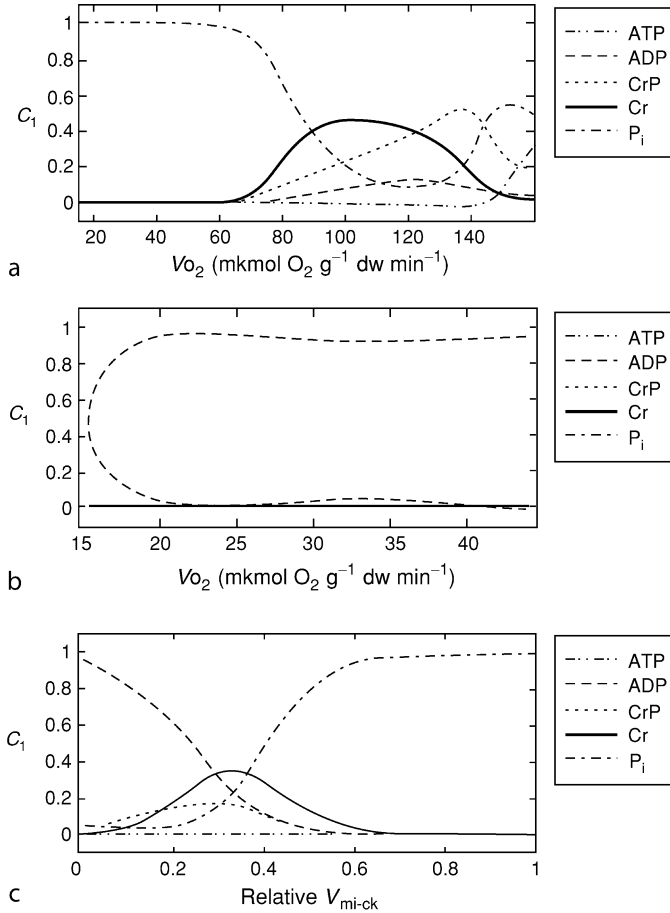 1
0.8
0.6
0.4
0.2
0
C₁
20 40 60 80 100 120 140
Vo₂ (mkmol O₂ g⁻¹ dw min⁻¹)
ATP
ADP
CrP
Cr
Pᵢ
a
1
0.8
0.6
0.4
0.2
0
C₁
15 20 25 30 35 40
Vo₂ (mkmol O₂ g⁻¹ dw min⁻¹)
ATP
ADP
CrP
Cr
Pᵢ
b
1
0.8
0.6
0.4
0.2
0
C₁
0 0.2 0.4 0.6 0.8 1
Relative Vmi-ck
ATP
ADP
CrP
Cr
Pᵢ
c